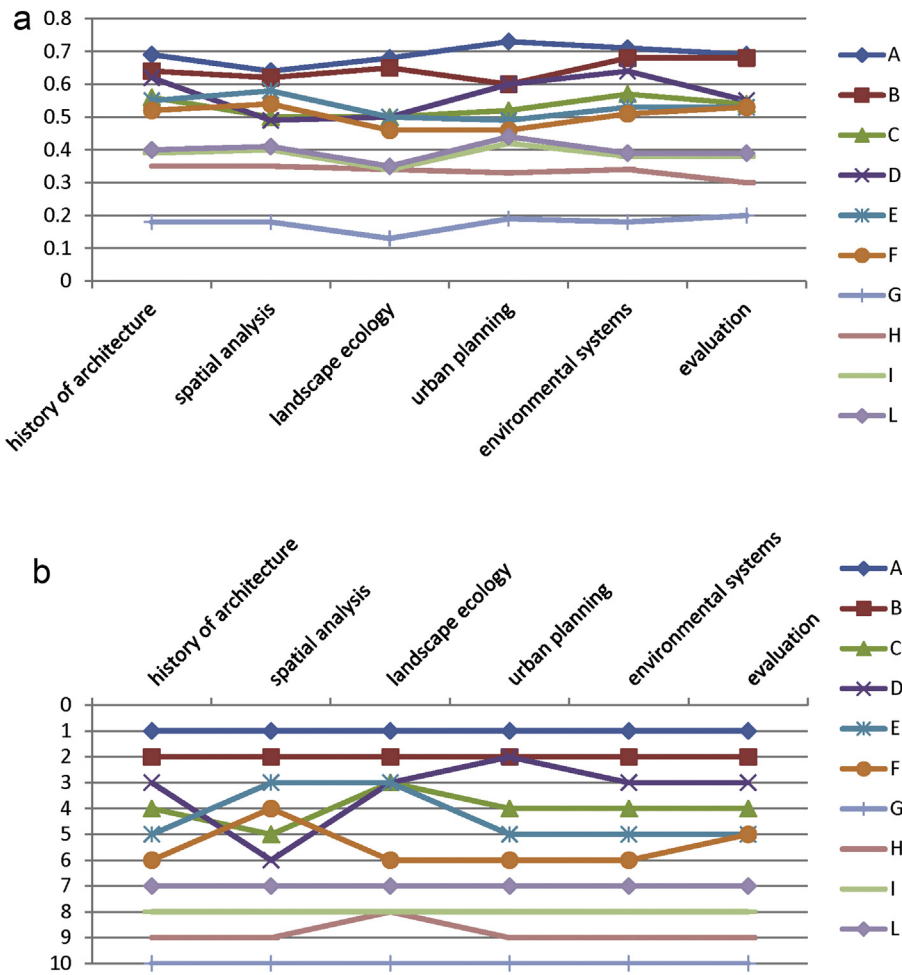 a
0.8
0.7
0.6
0.5
0.4
0.3
0.2
0.1
0
history of architecture
spatial analysis
landscape ecology
urban planning
environmental systems
evaluation
A
B
C
D
E
F
G
H
I
L
b
history of architecture
spatial analysis
landscape ecology
urban planning
environmental systems
evaluation
0
1
2
3
4
5
6
7
8
9
10
A
B
C
D
E
F
G
H
I
L